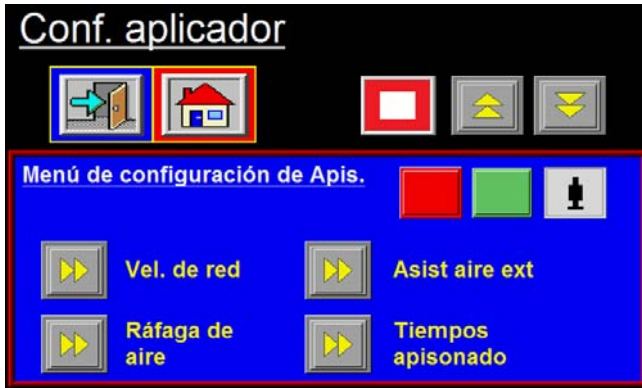 Conf. aplicador
Menú de configuración de Apis.
Vel. de red
Asist aire ext
Ráfaga de
aire
Tiempos
apisonado